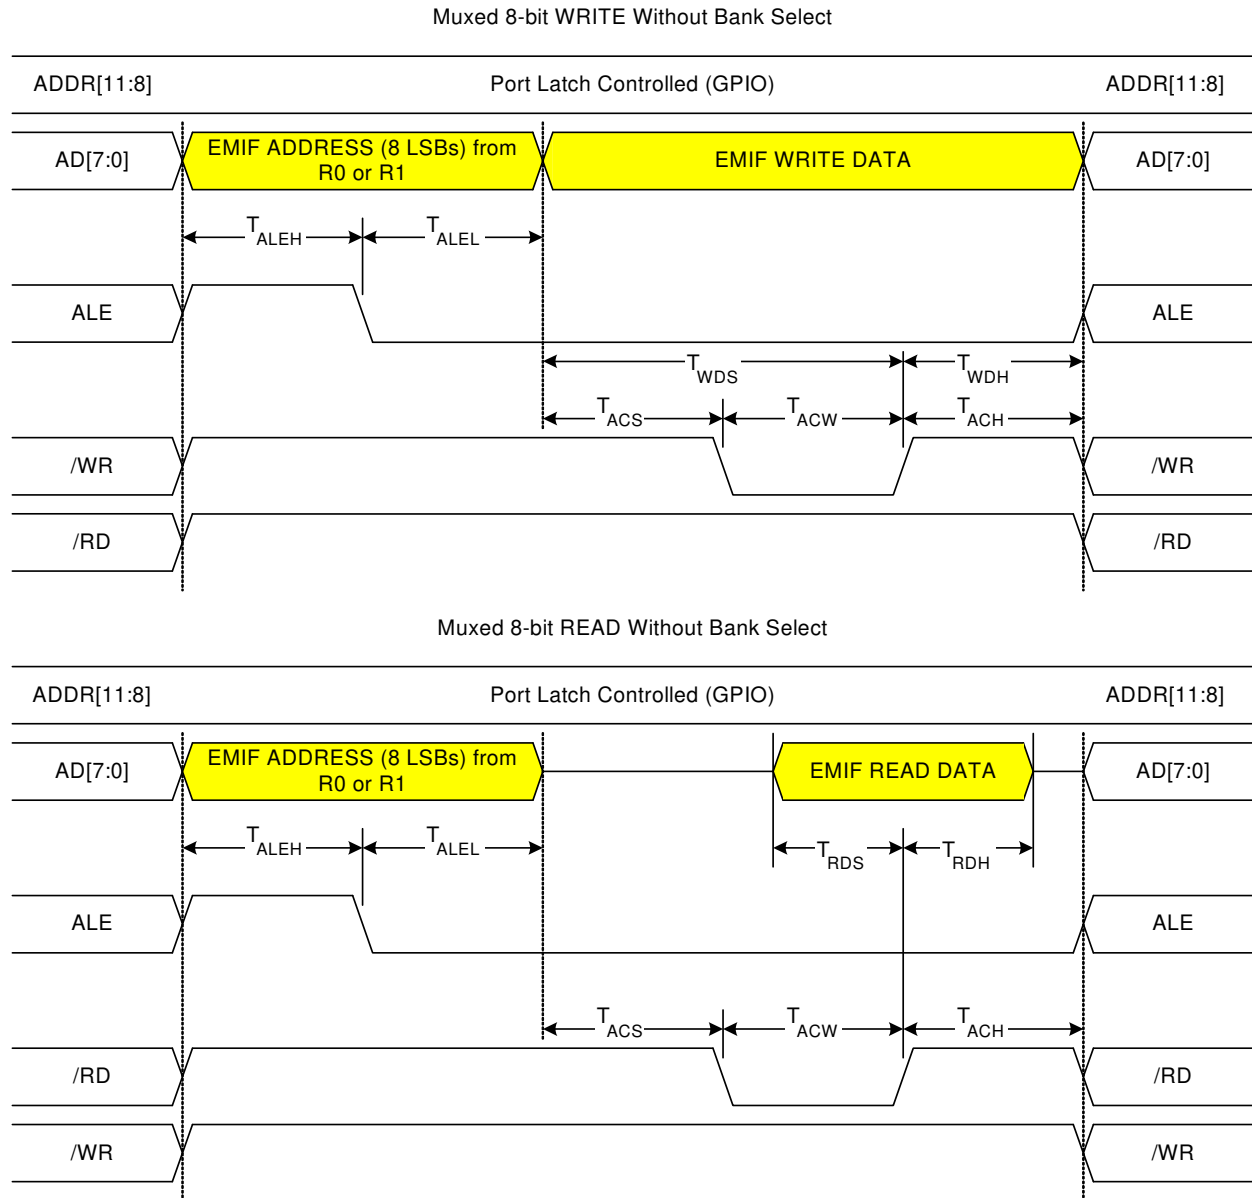 Muxed 8-bit WRITE Without Bank Select
ADDR[11:8] Port Latch Controlled (GPIO) ADDR[11:8]
AD[7:0] EMIF ADDRESS (8 LSBs) from R0 or R1 EMIF WRITE DATA AD[7:0]
TALEH TALEL
ALE ALE
TWDS TWDH
TACS TACW TACH
/WR /WR
/RD /RD
Muxed 8-bit READ Without Bank Select
ADDR[11:8] Port Latch Controlled (GPIO) ADDR[11:8]
AD[7:0] EMIF ADDRESS (8 LSBs) from R0 or R1 EMIF READ DATA AD[7:0]
TALEH TALEL TRDS TRDH
ALE ALE
TACS TACW TACH
/RD /RD
/WR /WR